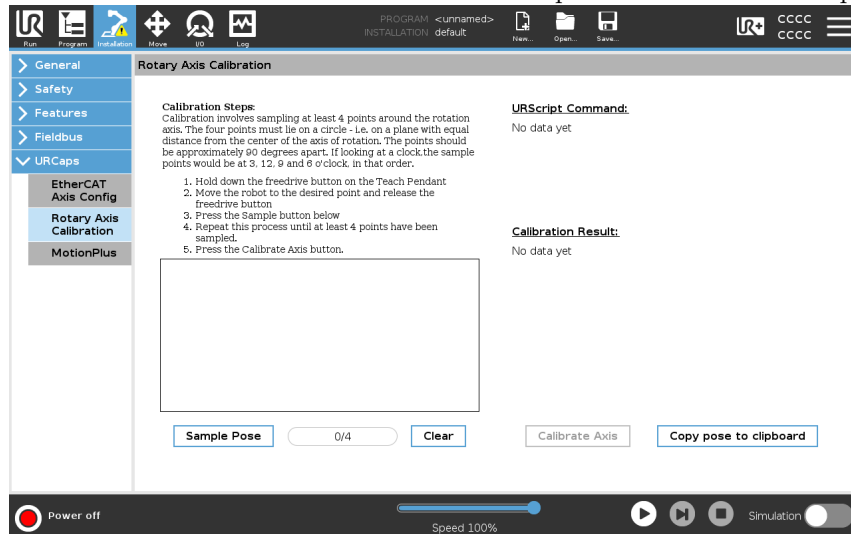 PROGRAM <unnamed>
INSTALLATION default
UR
Run
Program
Installation
Move
I/O
Log
New...
Open...
Save...
UR+
CCCC
CCCC
General
Safety
Features
Fieldbus
URCaps
EtherCAT
Axis Config
Rotary Axis
Calibration
MotionPlus
Rotary Axis Calibration
Calibration Steps:
Calibration involves sampling at least 4 points around the rotation
axis. The four points must lie on a circle - i.e. on a plane with equal
distance from the center of the axis of rotation. The points should
be approximately 90 degrees apart. If looking at a clock,the sample
points would be at 3, 12, 9 and 6 o'clock, in that order.
1. Hold down the freedrive button on the Teach Pendant
2. Move the robot to the desired point and release the
freedrive button
3. Press the Sample button below
4. Repeat this process until at least 4 points have been
sampled.
5. Press the Calibrate Axis button.
Sample Pose
0/4
Clear
URScript Command:
No data yet
Calibration Result:
No data yet
Calibrate Axis
Copy pose to clipboard
Power off
Speed 100%
Simulation